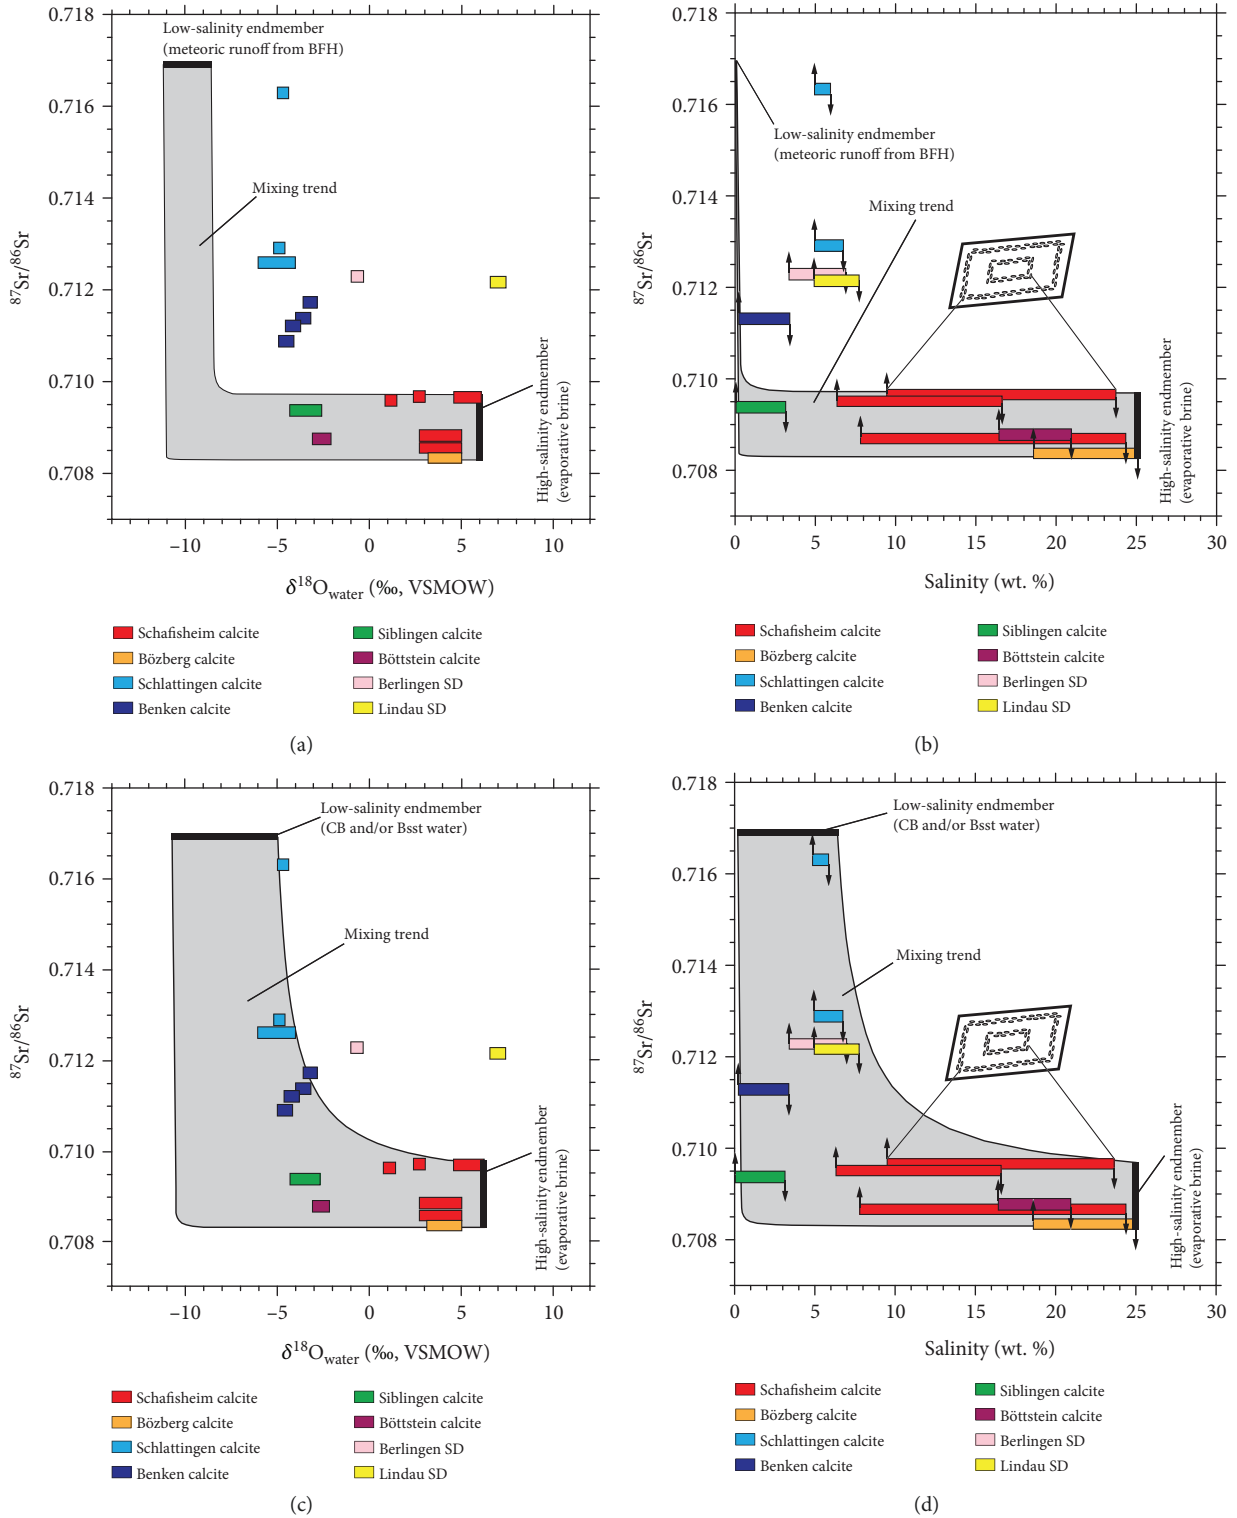 0.718
0.716
0.714
0.712
0.710
0.708
87Sr/86Sr
Low-salinity endmember
(meteoric runoff from BFH)
Mixing trend
High-salinity endmember
(evaporative brine)
−10
−5
0
5
10
δ18Owater (‰, VSMOW)
Schafisheim calcite
Bözberg calcite
Schlattingen calcite
Benken calcite
Siblingen calcite
Böttstein calcite
Berlingen SD
Lindau SD
(a)
0.718
0.716
0.714
0.712
0.710
0.708
87Sr/86Sr
Low-salinity endmember
(meteoric runoff from BFH)
Mixing trend
High-salinity endmember
(evaporative brine)
0
5
10
15
20
25
30
Salinity (wt. %)
Schafisheim calcite
Bözberg calcite
Schlattingen calcite
Benken calcite
Siblingen calcite
Böttstein calcite
Berlingen SD
Lindau SD
(b)
0.718
0.716
0.714
0.712
0.710
0.708
87Sr/86Sr
Low-salinity endmember
(CB and/or Bsst water)
Mixing trend
High-salinity endmember
(evaporative brine)
−10
−5
0
5
10
δ18Owater (‰, VSMOW)
Schafisheim calcite
Bözberg calcite
Schlattingen calcite
Benken calcite
Siblingen calcite
Böttstein calcite
Berlingen SD
Lindau SD
(c)
0.718
0.716
0.714
0.712
0.710
0.708
87Sr/86Sr
Low-salinity endmember
(CB and/or Bsst water)
Mixing trend
High-salinity endmember
(evaporative brine)
0
5
10
15
20
25
30
Salinity (wt. %)
Schafisheim calcite
Bözberg calcite
Schlattingen calcite
Benken calcite
Siblingen calcite
Böttstein calcite
Berlingen SD
Lindau SD
(d)